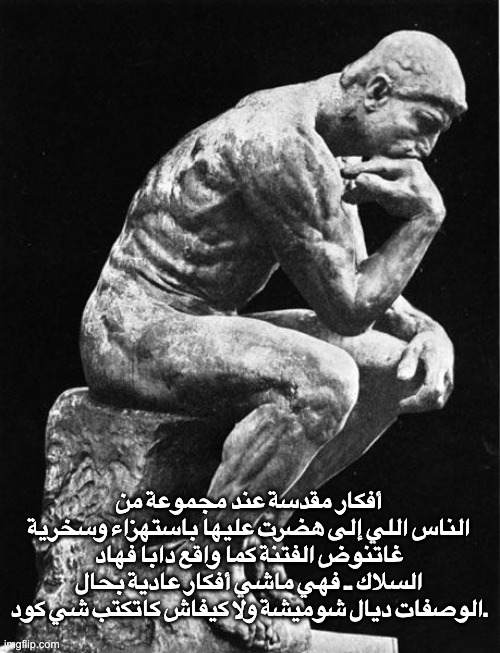 أفكار مقدسة عند مجموعة من
الناس اللي إلى هضرت عليها باستهزاء وسخرية
غاتنوض الفتنة كما واقع دابا فهاد
السلاك - فهي ماشي أفكار عادية بحال
.الوصفات ديال شوميشة ولا كيفاش كاتكتب شي كود
imgflip.com